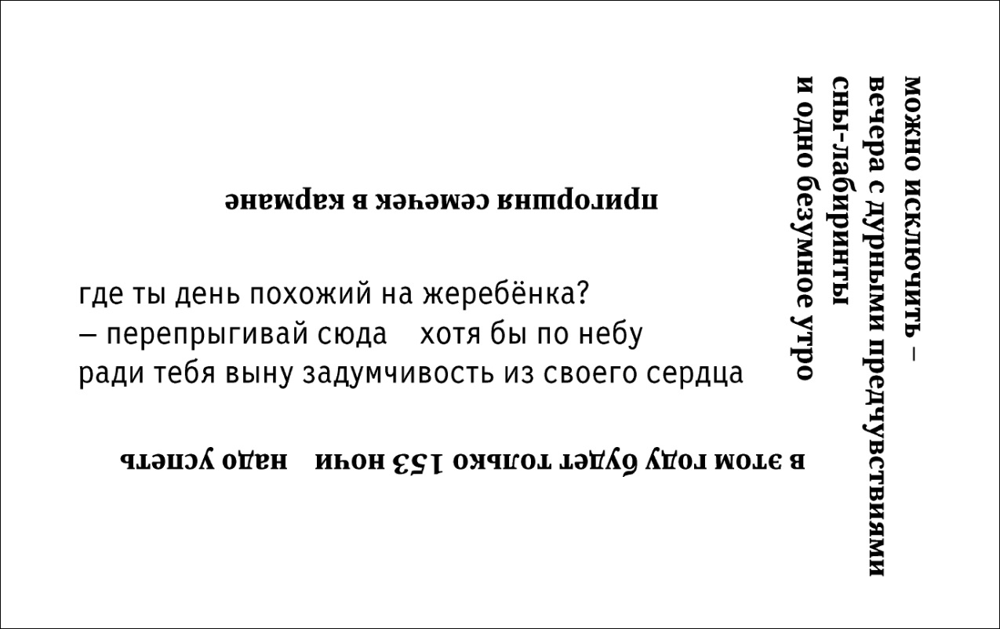 пригоршня семечек в кармане
где ты день похожий на жеребёнка?
– перепрыгивай сюда хотя бы по небу
ради тебя выну задумчивость из своего сердца
в этом году будет только 153 ночи надо успеть
можно исключить –
вечера с дурными предчувствиями
сны-лабиринты
и одно безумное утро